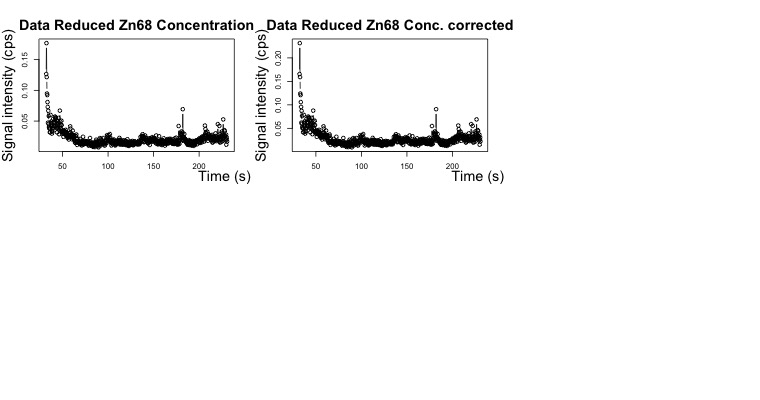 Data Reduced Zn68 Concentration
Signal intensity (cps)
0.15
0.10
0.05
50
100
150
200
Time (s)
Data Reduced Zn68 Conc. corrected
Signal intensity (cps)
0.20
0.15
0.10
0.05
50
100
150
200
Time (s)